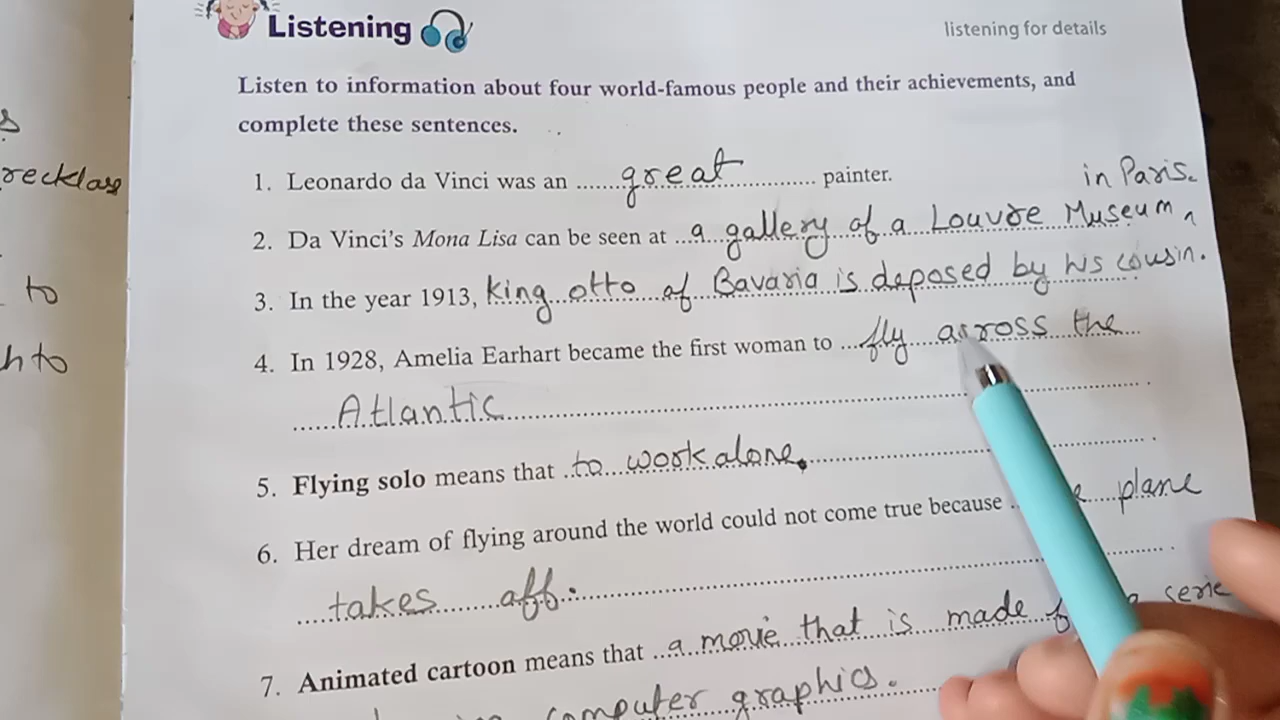 s
recklass
to
h to
Listening
listening for details
Listen to information about four world-famous people and their achievements, and
complete these sentences.
1. Leonardo da Vinci was an ......great.................. painter.
in Paris.
2. Da Vinci's Mona Lisa can be seen at ...a gallery of a Louvre Museum ^
3. In the year 1913, king otto of Bavaria is deposed by his cousin.
4. In 1928, Amelia Earhart became the first woman to ...fly across the...
......Atlantic...................................................... .
5. Flying solo means that ...to work alone....................... .
6. Her dream of flying around the world could not come true because ... plane
...takes off....................................................... .
7. Animated cartoon means that ...a movie that is made
computer graphics.